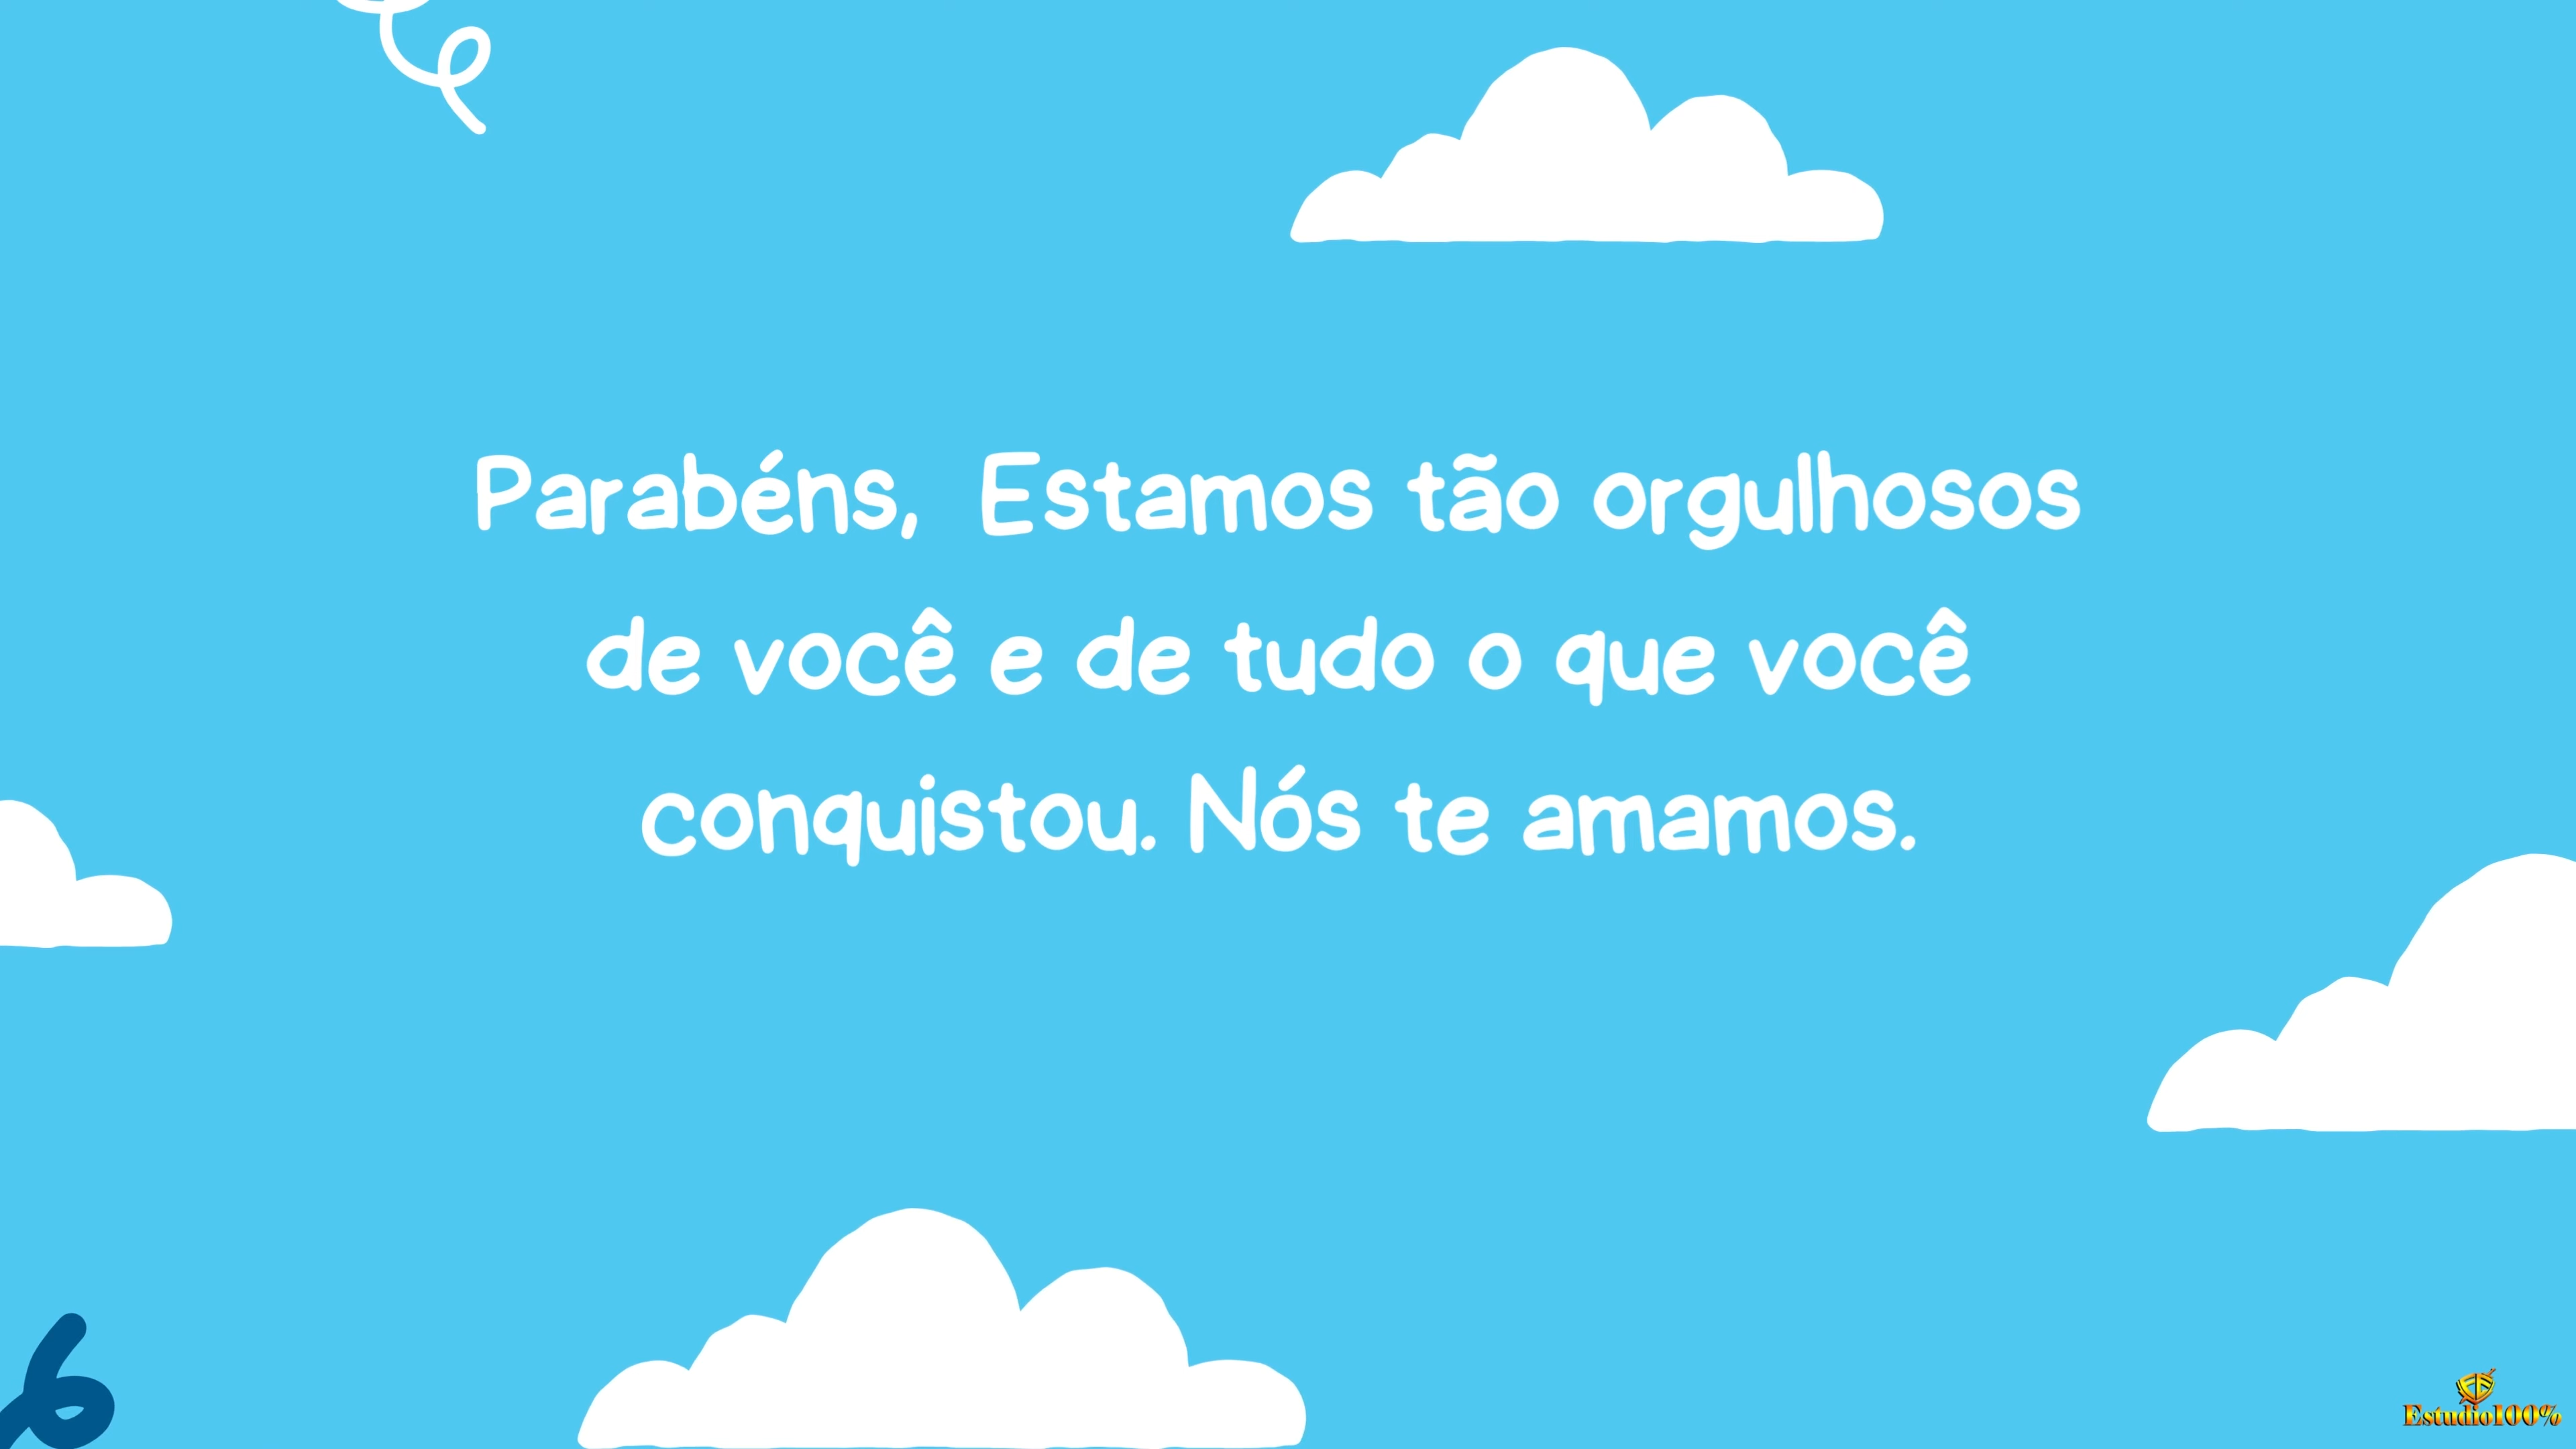 Parabéns,  Estamos tão orgulhosos
de você e de tudo o que você
conquistou. Nós te amamos.
Estudio100%